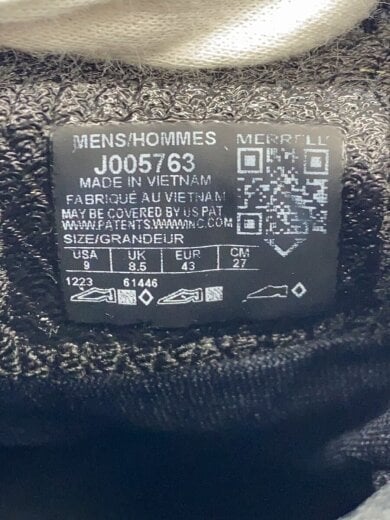 MENS/HOMMES
MERRELL
J005763
MADE IN VIETNAM
FABRIQUÉ AU VIETNAM
MAY BE COVERED BY US PAT
WWW.PATENTS.WWWINC.COM
SIZE/GRANDEUR
USA UK EUR CM
9 8.5 43 27
1223 61446